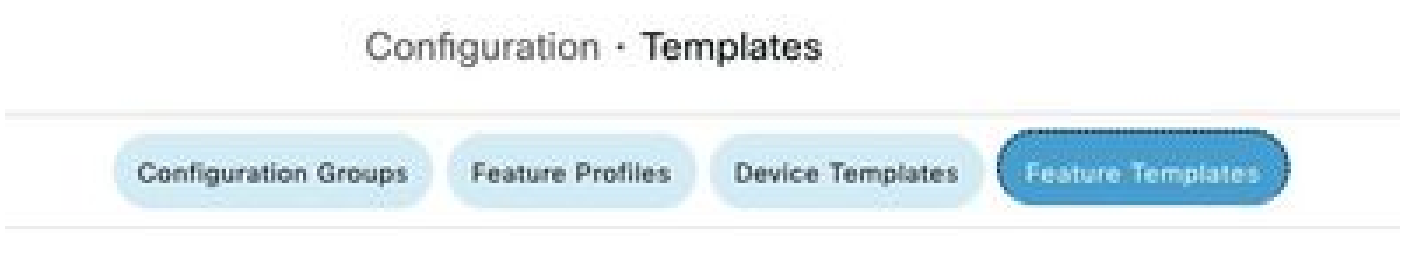 Configuration · Templates
Configuration Groups Feature Profiles Device Templates Feature Templates